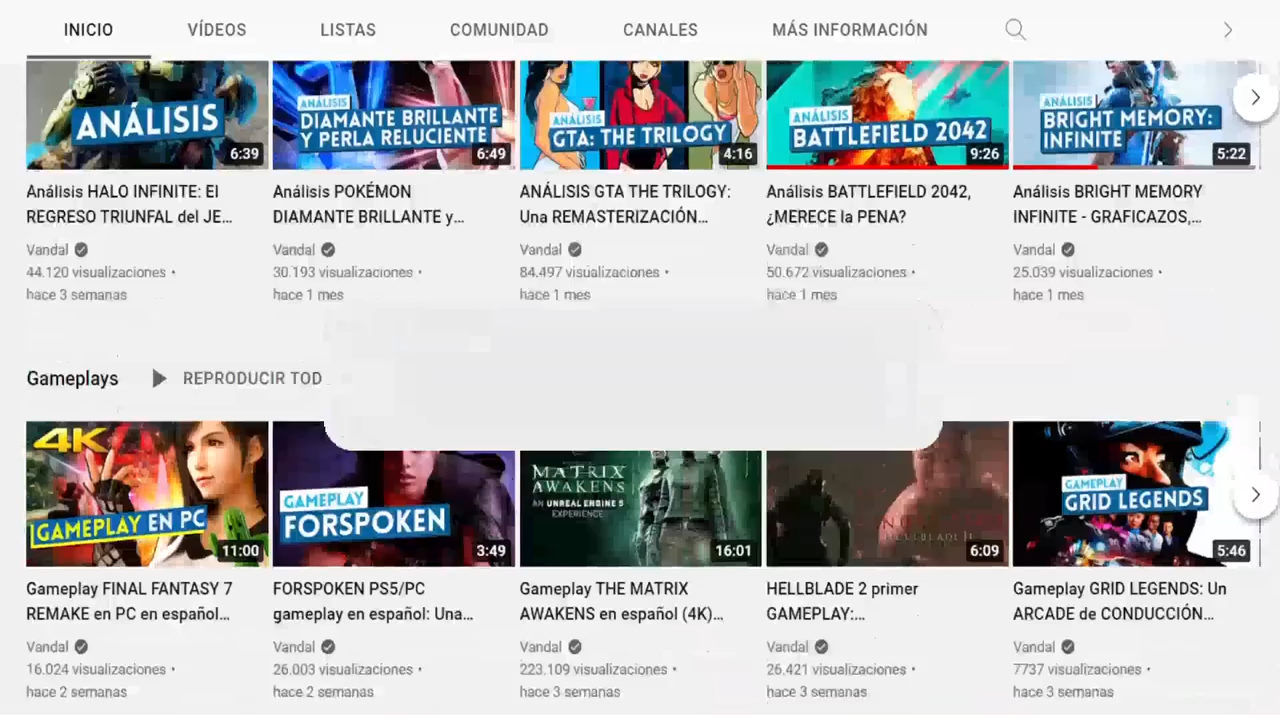 INICIO
VÍDEOS
LISTAS
COMUNIDAD
CANALES
MÁS INFORMACIÓN
ANÁLISIS
6:39
ANÁLISIS
DIAMANTE BRILLANTE
Y PERLA RELUCIENTE
6:49
ANÁLISIS
GTA: THE TRILOGY
4:16
ANÁLISIS
BATTLEFIELD 2042
9:26
ANÁLISIS
BRIGHT MEMORY:
INFINITE
5:22
Análisis HALO INFINITE: El
REGRESO TRIUNFAL del JE…
Vandal
44.120 visualizaciones •
hace 3 semanas
Análisis POKÉMON
DIAMANTE BRILLANTE y…
Vandal
30.193 visualizaciones •
hace 1 mes
ANÁLISIS GTA THE TRILOGY:
Una REMASTERIZACIÓN…
Vandal
84.497 visualizaciones •
hace 1 mes
Análisis BATTLEFIELD 2042,
¿MERECE la PENA?
Vandal
50.672 visualizaciones •
hace 1 mes
Análisis BRIGHT MEMORY
INFINITE - GRAFICAZOS,…
Vandal
25.039 visualizaciones •
hace 1 mes
Gameplays
REPRODUCIR TOD
4K
¡GAMEPLAY EN PC
11:00
GAMEPLAY
FORSPOKEN
3:49
MATRIX
AWAKENS
AN UNREAL ENGINE 5
EXPERIENCE
16:01
6:09
GAMEPLAY
GRID LEGENDS
5:46
Gameplay FINAL FANTASY 7
REMAKE en PC en español…
Vandal
16.024 visualizaciones •
hace 2 semanas
FORSPOKEN PS5/PC
gameplay en español: Una…
Vandal
26.003 visualizaciones •
hace 2 semanas
Gameplay THE MATRIX
AWAKENS en español (4K)…
Vandal
223.109 visualizaciones •
hace 3 semanas
HELLBLADE 2 primer
GAMEPLAY:…
Vandal
26.421 visualizaciones •
hace 3 semanas
Gameplay GRID LEGENDS: Un
ARCADE de CONDUCCIÓN…
Vandal
7737 visualizaciones •
hace 3 semanas